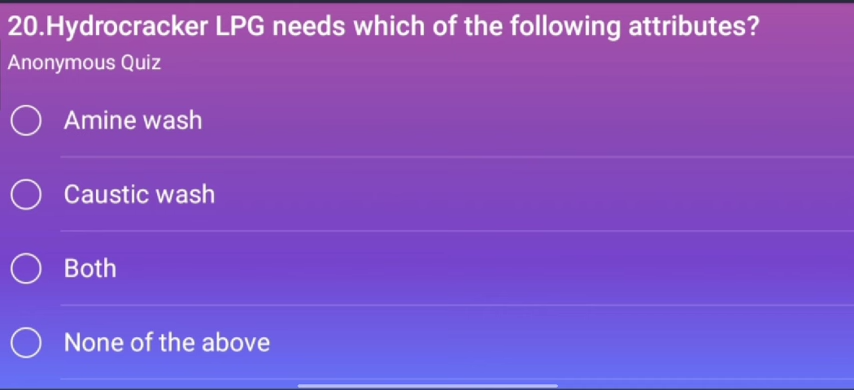 20.Hydrocracker LPG needs which of the following attributes?
Anonymous Quiz
Amine wash
Caustic wash
Both
None of the above